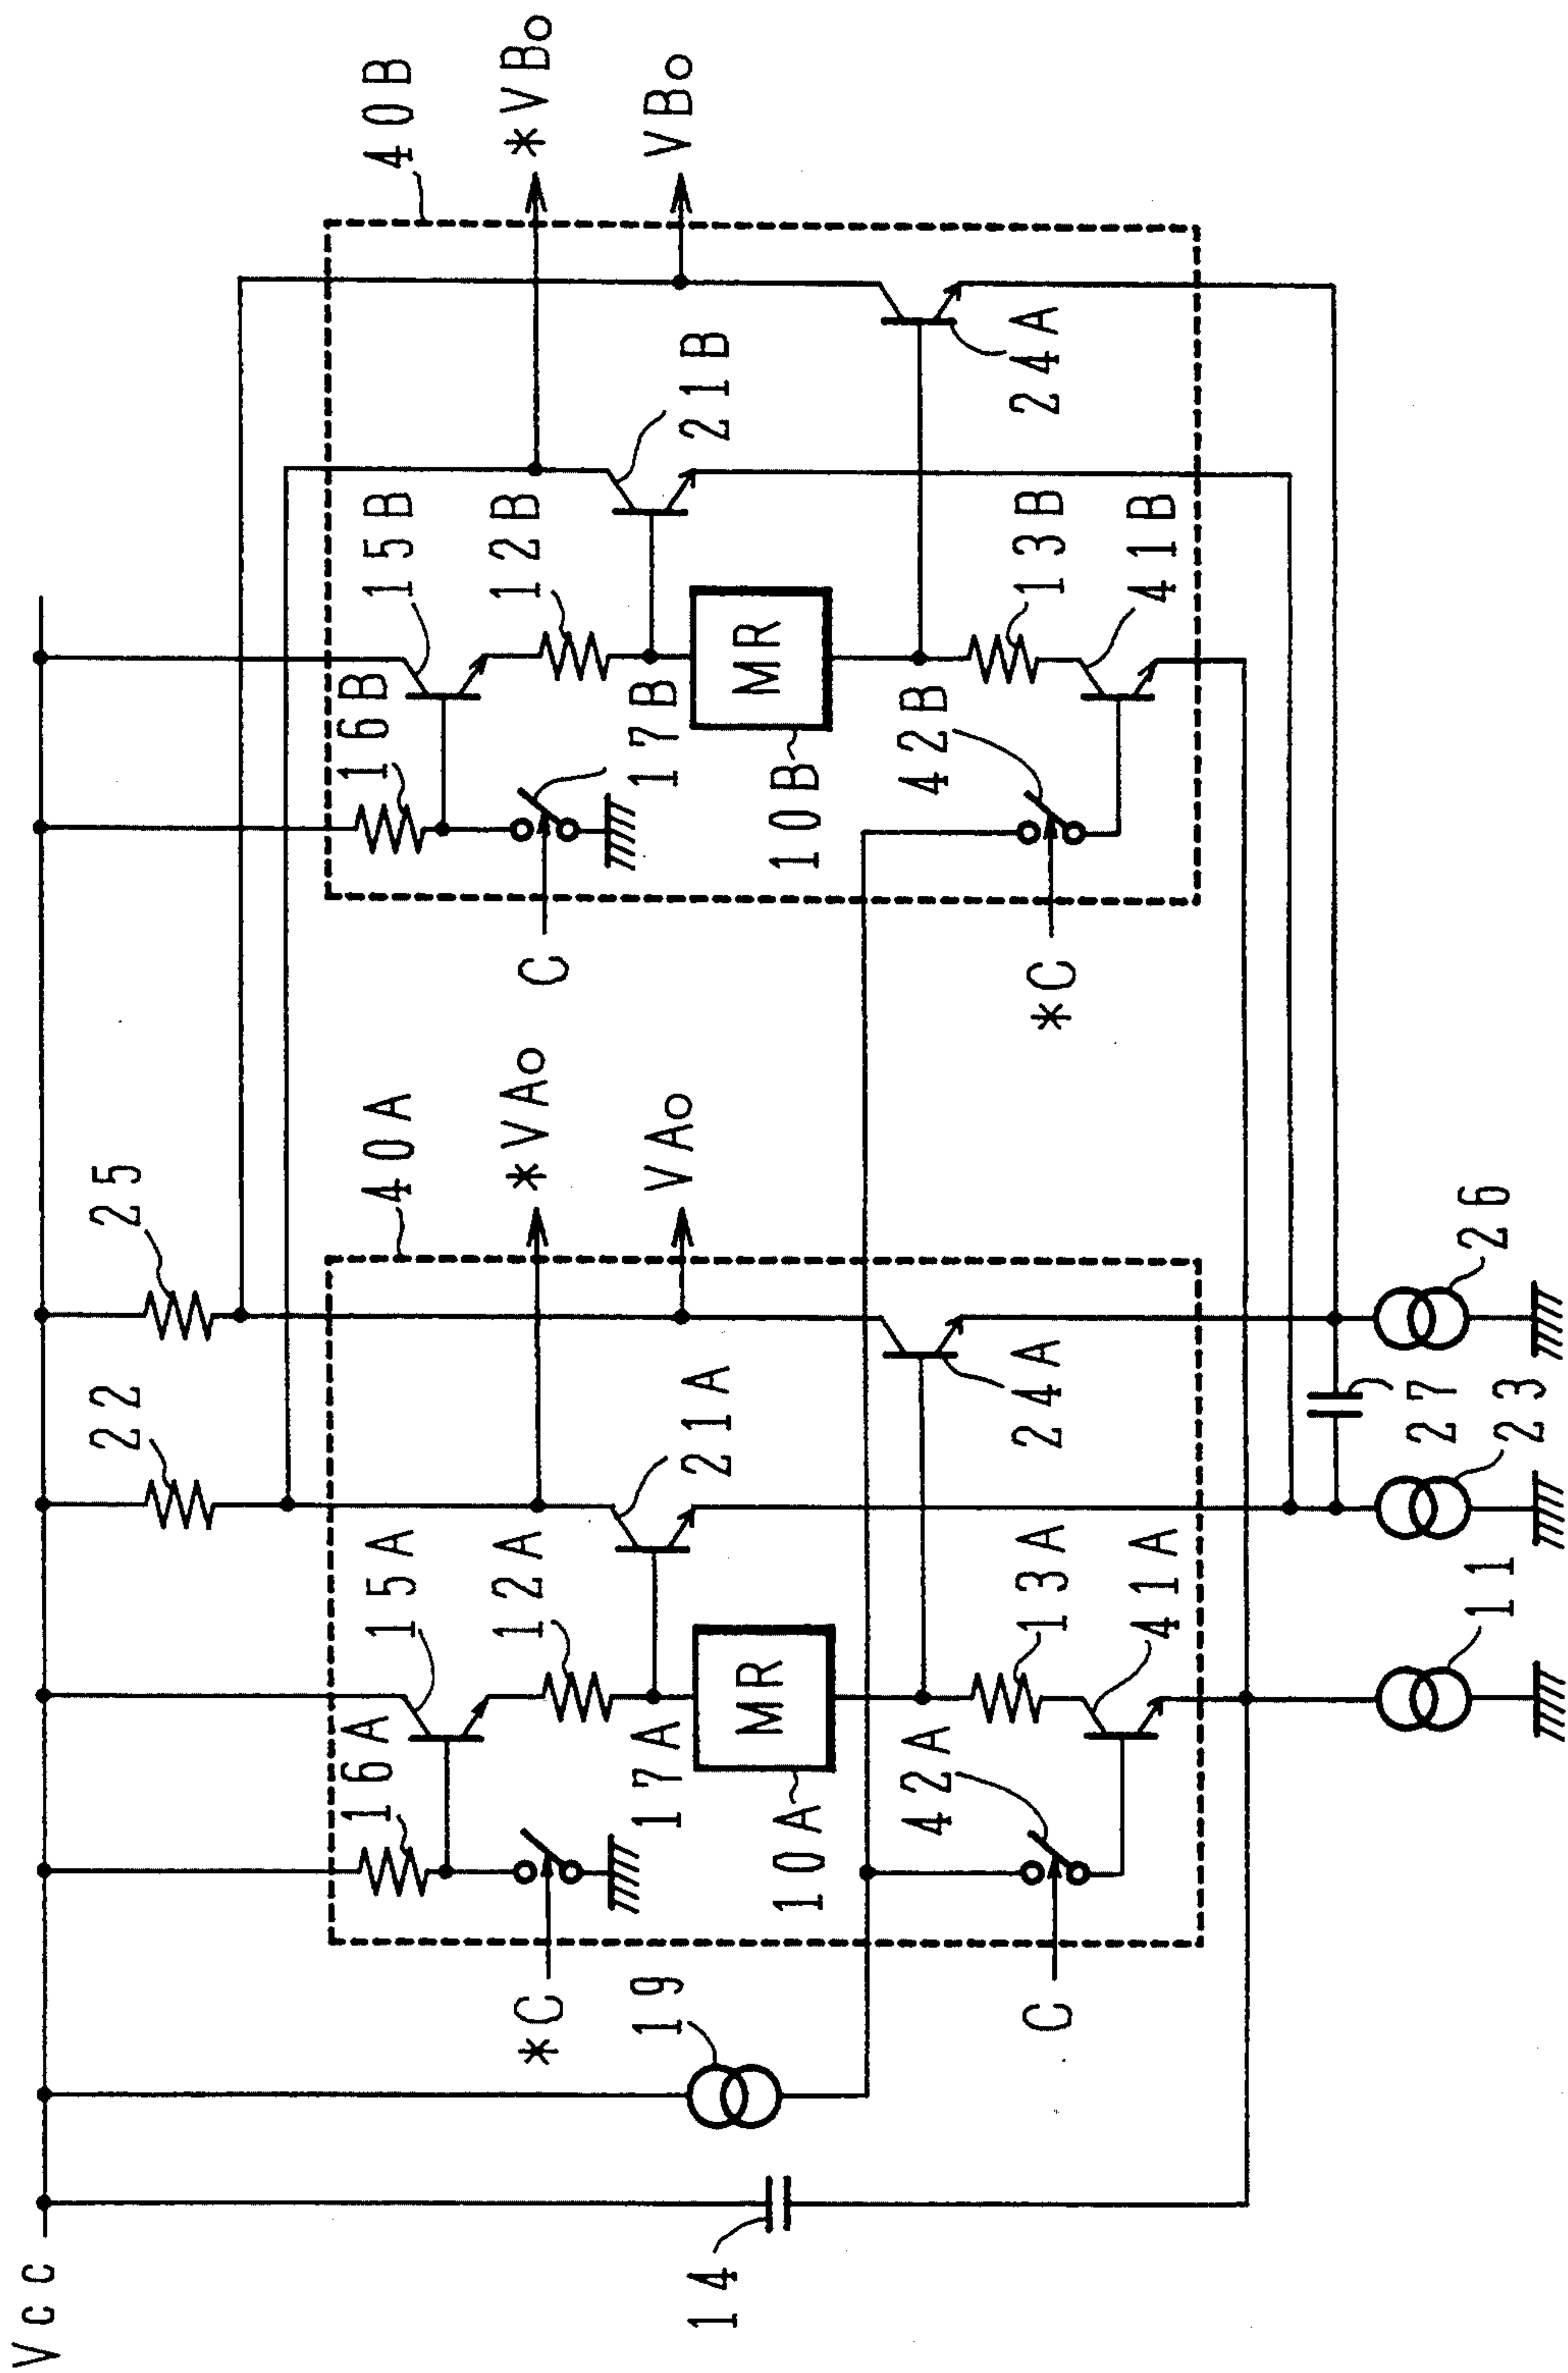 Vcc
22
25
40A
40B
16A
15A
*VAo
16B
15B
*VBo
*C
12A
VAo
C
12B
VBo
19
17A
21A
17B
21B
14
MR
MR
10A
10B
42A
24A
42B
24A
C
13A
*C
13B
41A
41B
27
11
23
26